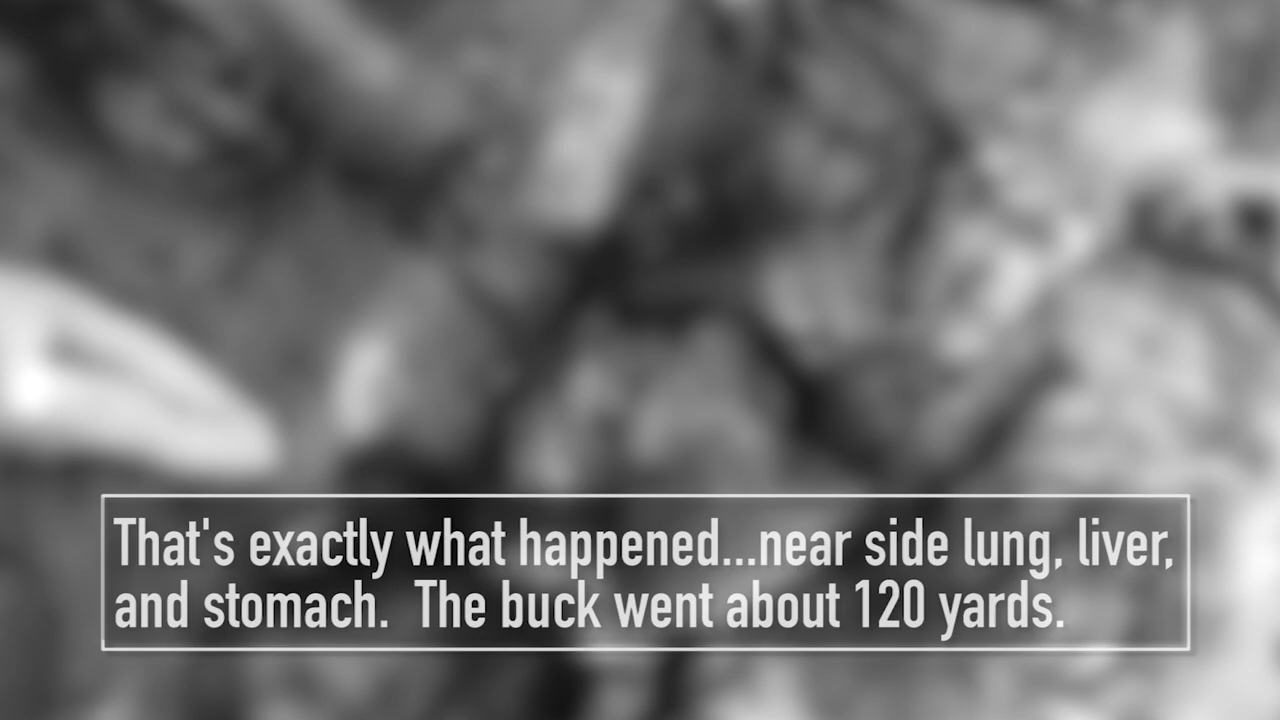 That's exactly what happened...near side lung, liver,
and stomach.  The buck went about 120 yards.